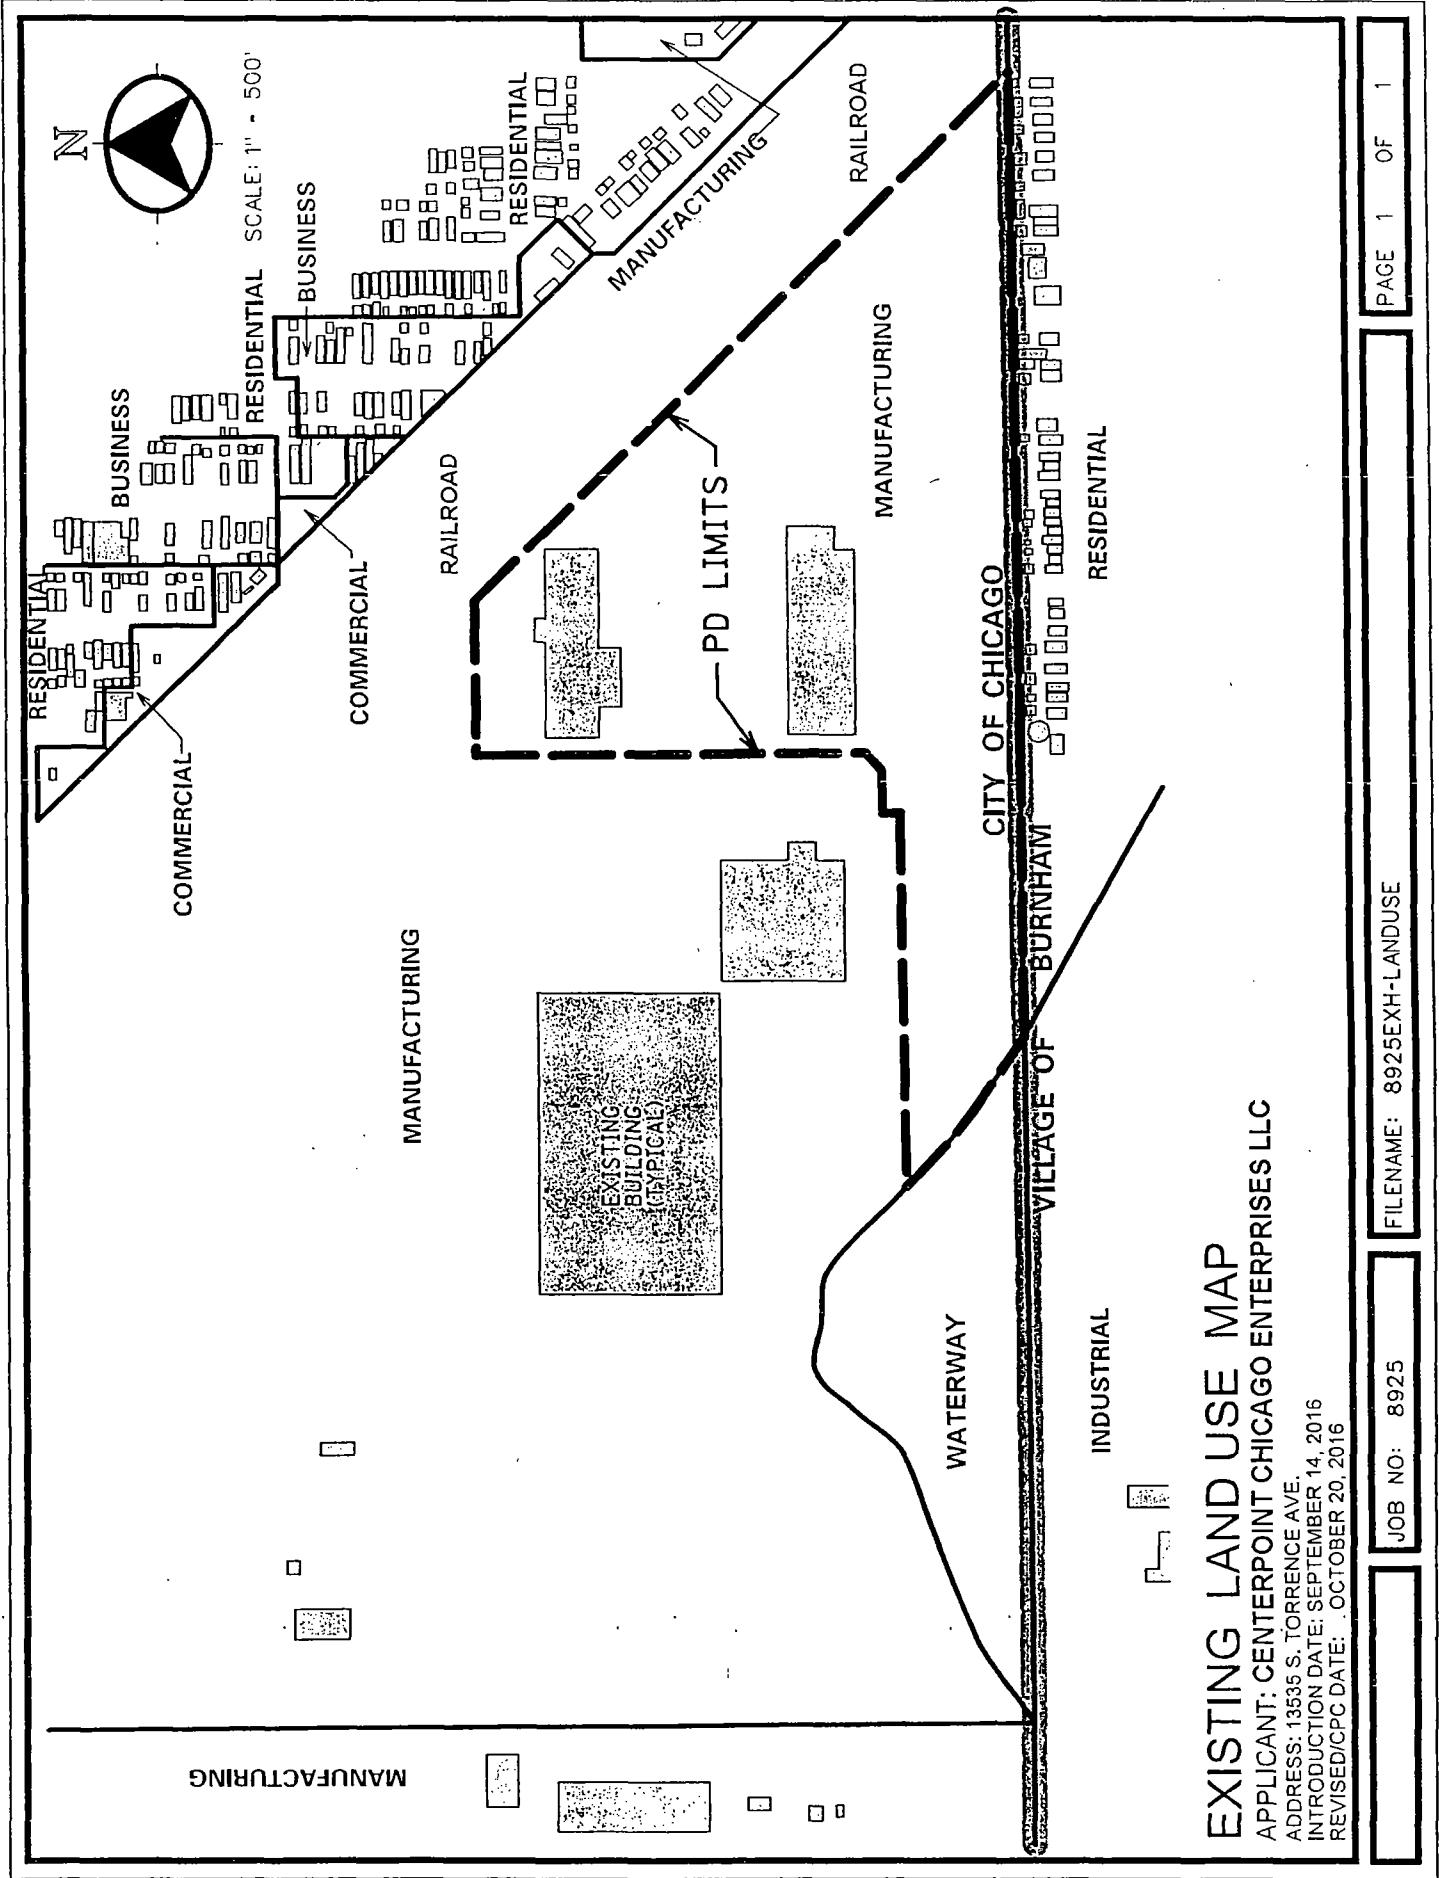 N
SCALE: 1" - 500'
RESIDENTIAL
BUSINESS
RESIDENTIAL
BUSINESS
RESIDENTIAL
COMMERCIAL
COMMERCIAL
RAILROAD
MANUFACTURING
RAILROAD
MANUFACTURING
PD LIMITS
MANUFACTURING
EXISTING
BUILDING
(TYPICAL)
MANUFACTURING
WATERWAY
CITY OF CHICAGO
VILLAGE OF BURNHAM
RESIDENTIAL
INDUSTRIAL
EXISTING LAND USE MAP
APPLICANT: CENTERPOINT CHICAGO ENTERPRISES LLC
ADDRESS: 13535 S. TORRENCE AVE.
INTRODUCTION DATE: SEPTEMBER 14, 2016
REVISED/CPC DATE: OCTOBER 20, 2016
JOB NO: 8925
FILENAME: 8925EXH-LANDUSE
PAGE 1 OF 1